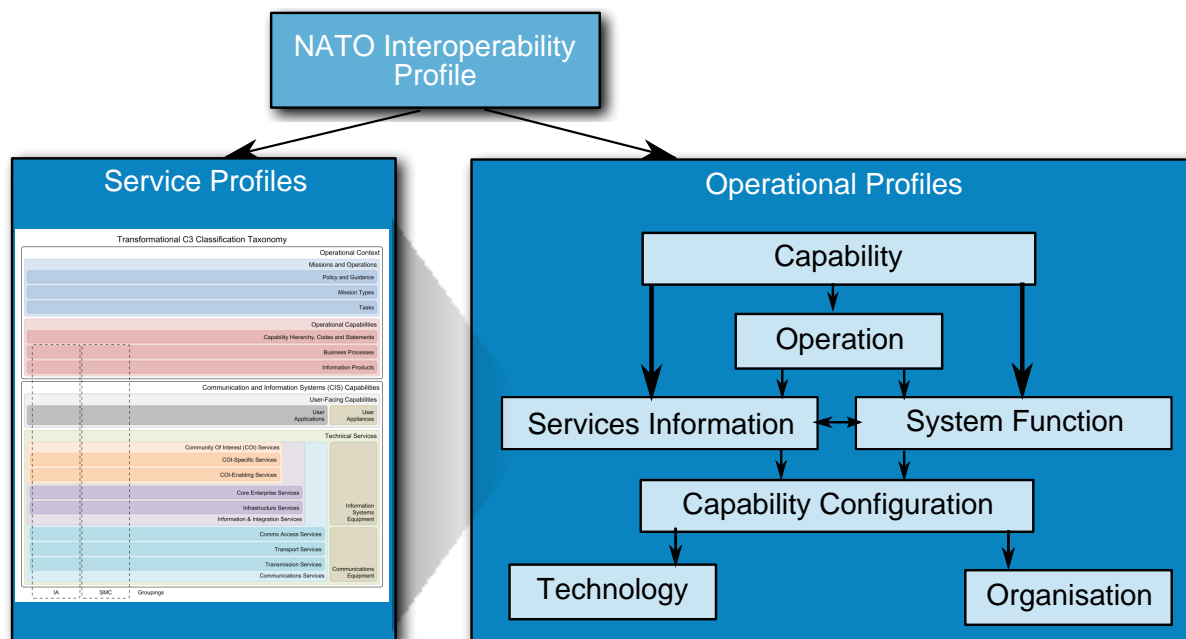 NATO Interoperability
Profile
Service Profiles
Transformational C3 Classification Taxonomy
Operational Context
Missions and Operations
Policy and Guidance
Mission Types
Tasks
Operational Capabilities
Capability Hierarchy, Codes and Statements
Business Processes
Information Products
Communication and Information Systems (CIS) Capabilities
User-Facing Capabilities
User
Applications
User
Appliances
Technical Services
Community Of Interest (COI) Services
COI-Specific Services
COI-Enabling Services
Core Enterprise Services
Infrastructure Services
Information & Integration Services
Information
Systems
Equipment
Comms Access Services
Transport Services
Transmission Services
Communications Services
Communications
Equipment
IA
SMC
Groupings
Operational Profiles
Capability
Operation
Services Information
System Function
Capability Configuration
Technology
Organisation